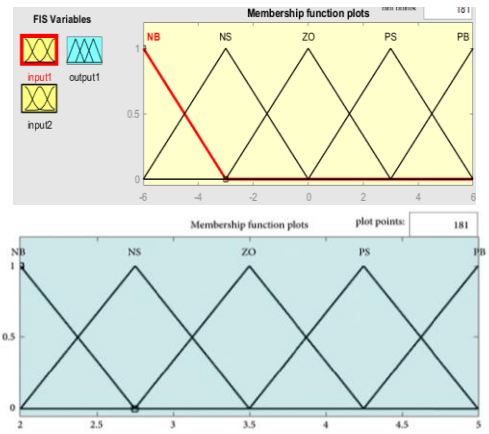 FIS Variables
Membership function plots
plot points:
181
NB NS ZO PS PB
1
input1 output1
0.5
input2
0
-6 -4 -2 0 2 4 6
Membership function plots plot points: 181
NB NS ZO PS PB
1
0.5
0
2 2.5 3 3.5 4 4.5 5